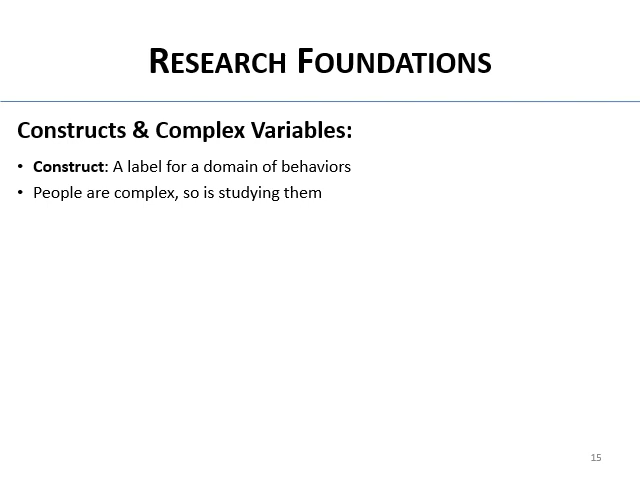 RESEARCH FOUNDATIONS
Constructs & Complex Variables:
• Construct: A label for a domain of behaviors
• People are complex, so is studying them
15